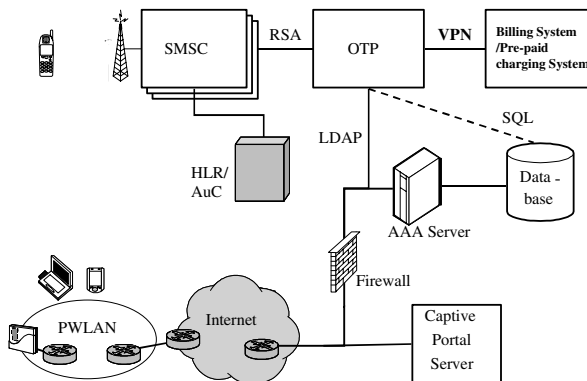 SMSC
RSA
OTP
VPN
Billing System
/Pre-paid
charging System
SQL
LDAP
HLR/
AuC
Data -
base
AAA Server
Firewall
PWLAN
Internet
Captive
Portal
Server